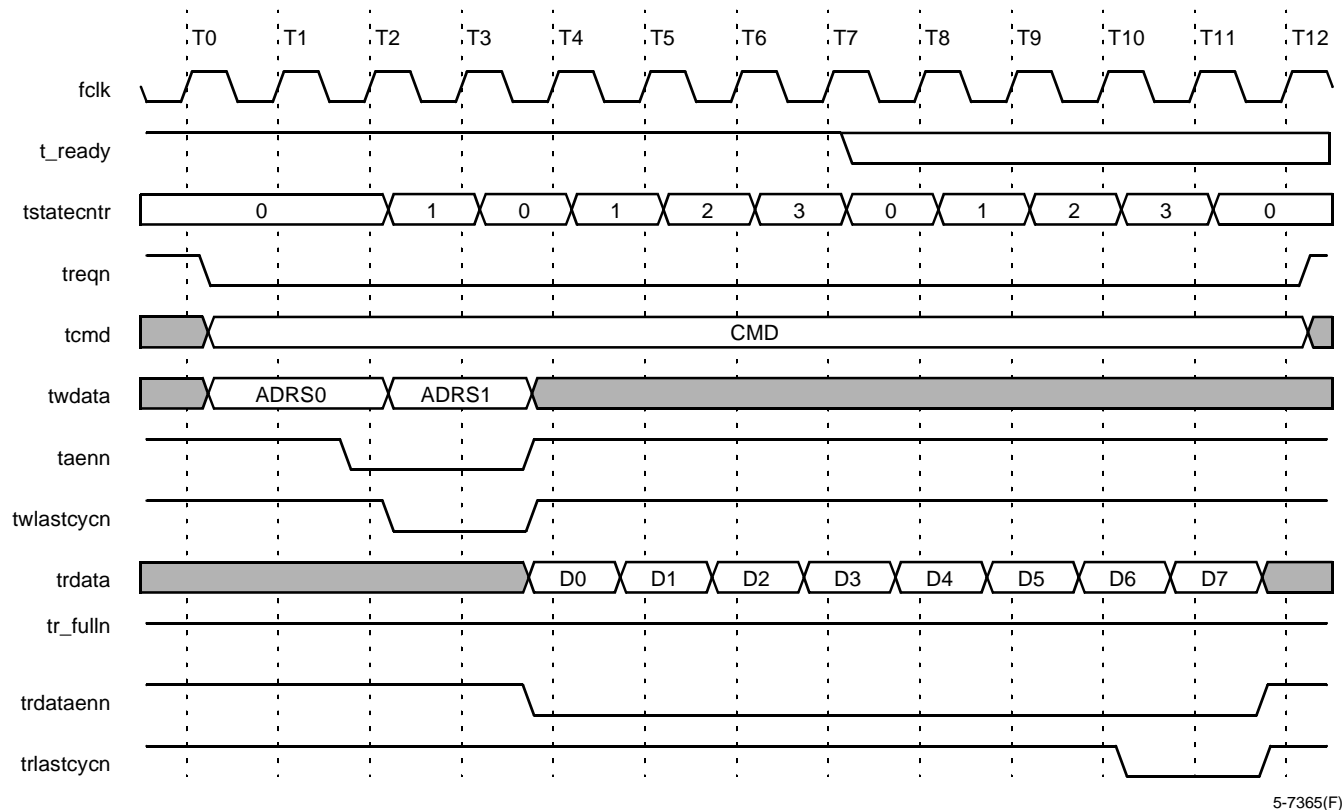 T0 T1 T2 T3 T4 T5 T6 T7 T8 T9 T10 T11 T12
fclk
t_ready
tstatecntr 0 1 0 1 2 3 0 1 2 3 0
treqn
tcmd CMD
twdata ADRS0 ADRS1
taenn
twlastcycn
trdata D0 D1 D2 D3 D4 D5 D6 D7
tr_fulln
trdataenn
trlastcycn
5-7365(F)